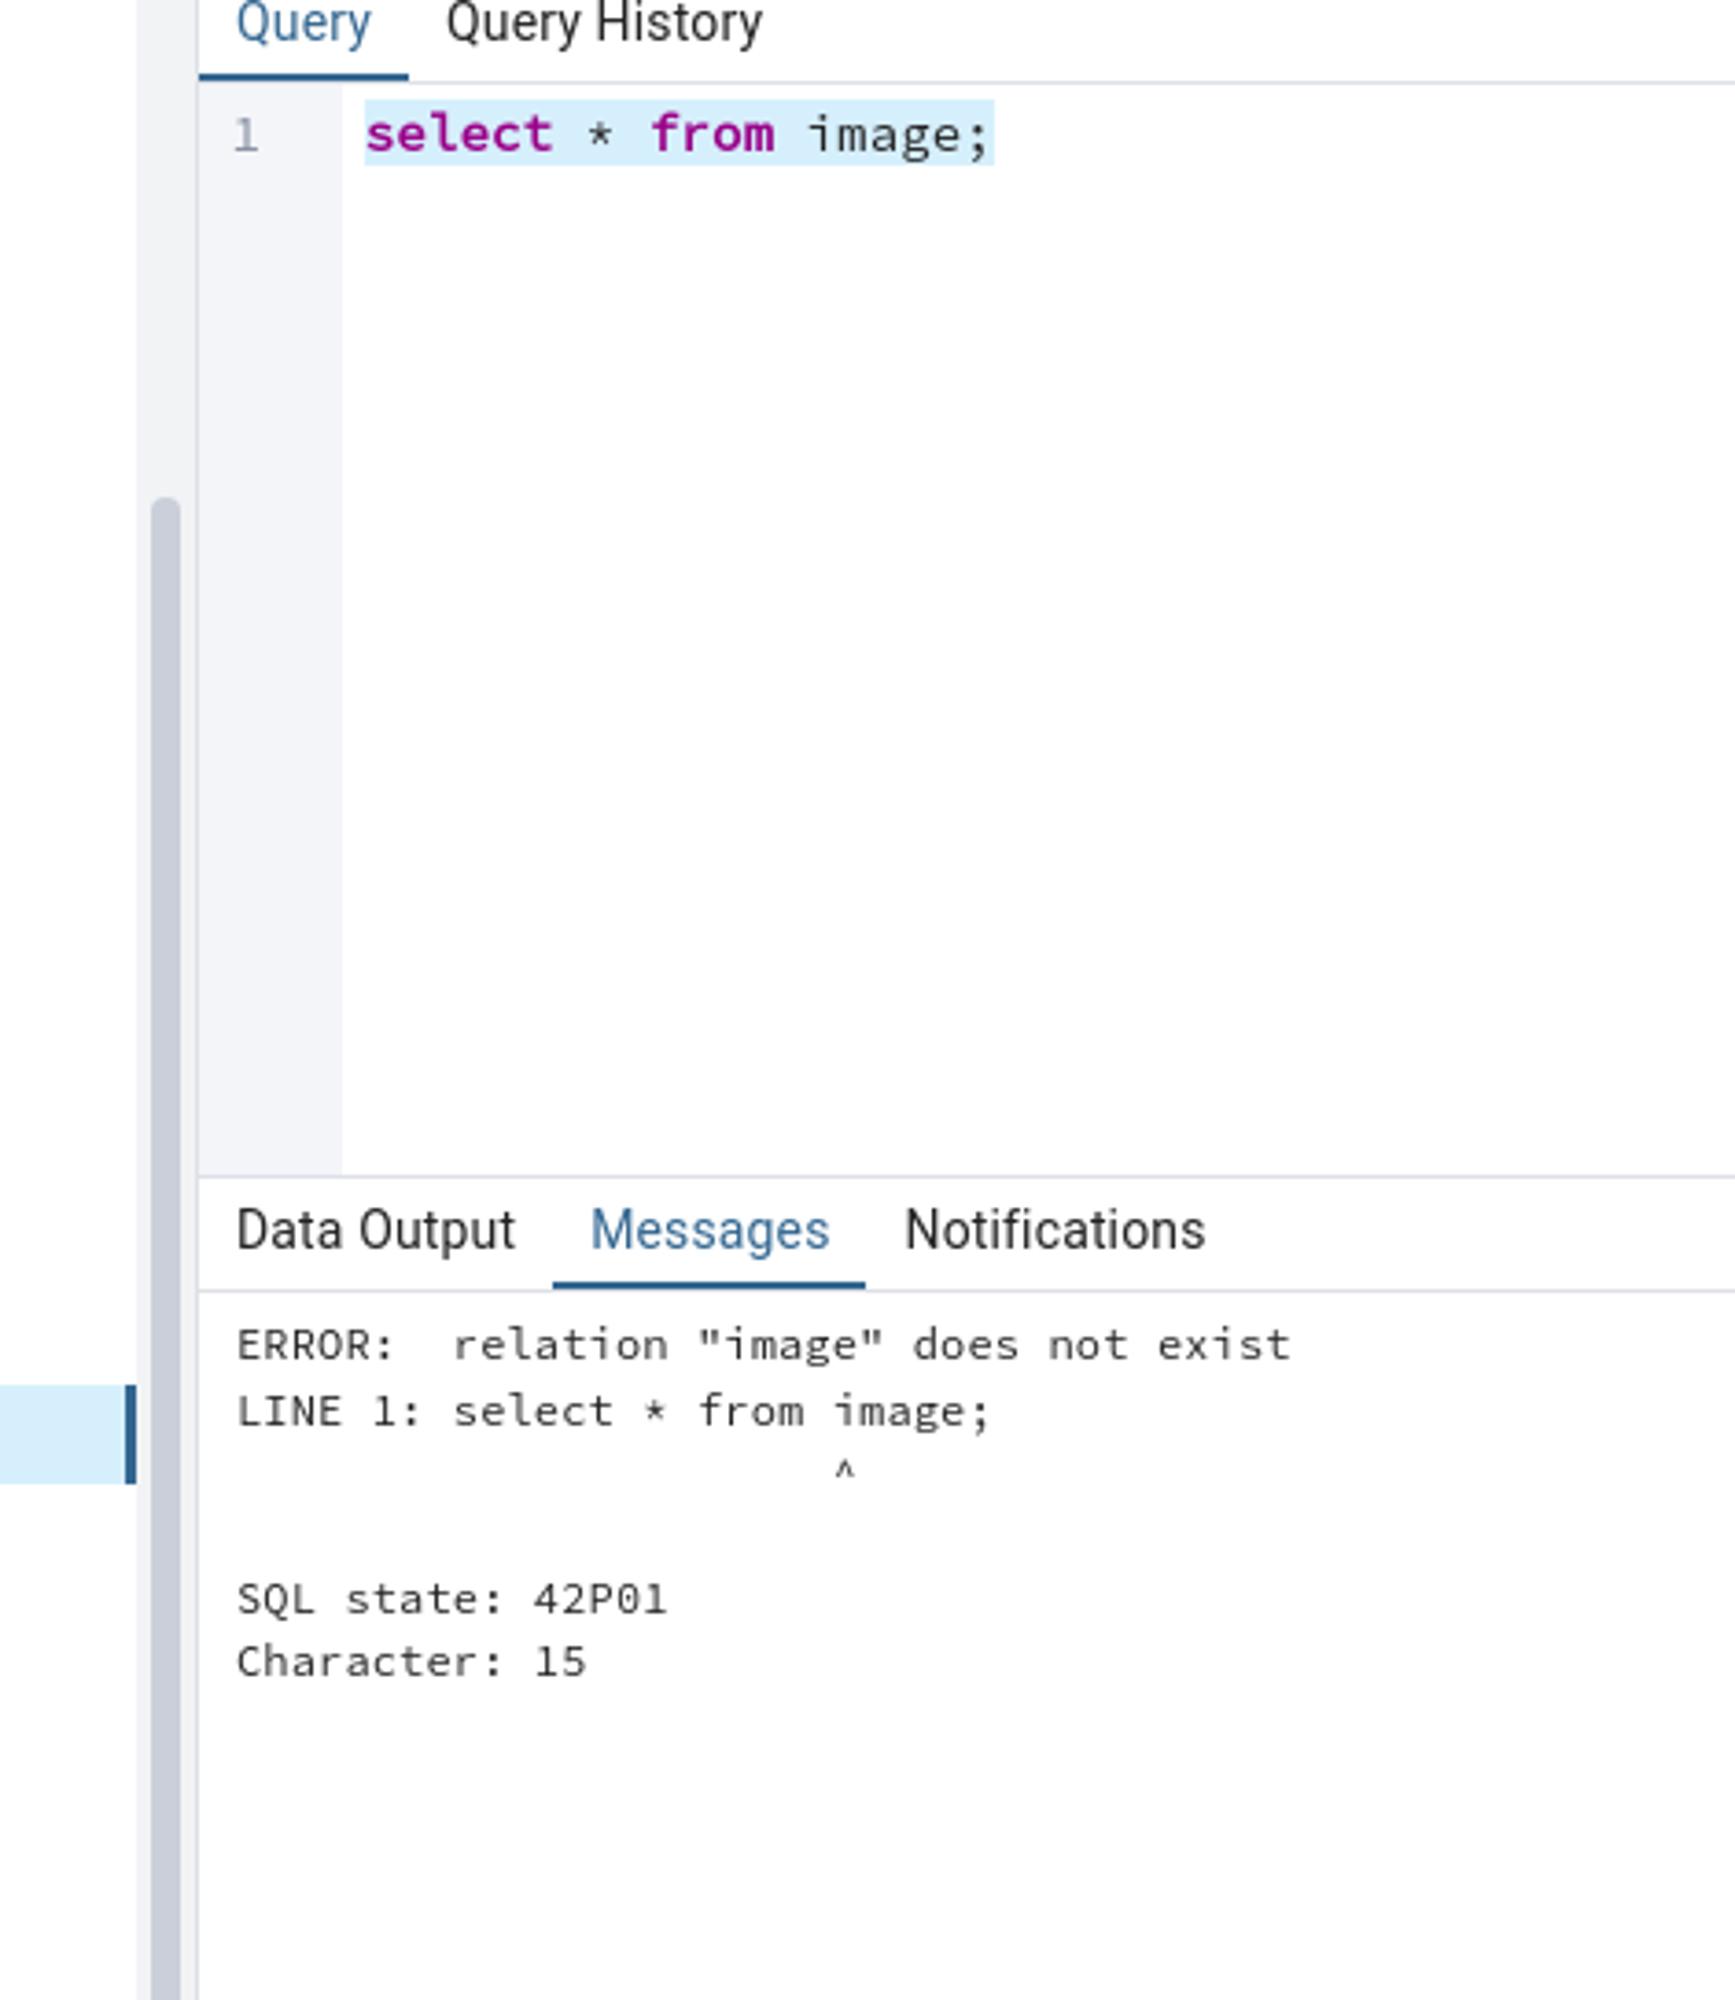 Query Query History
1 select * from image;
Data Output Messages Notifications
ERROR:  relation "image" does not exist
LINE 1: select * from image;
^
SQL state: 42P01
Character: 15